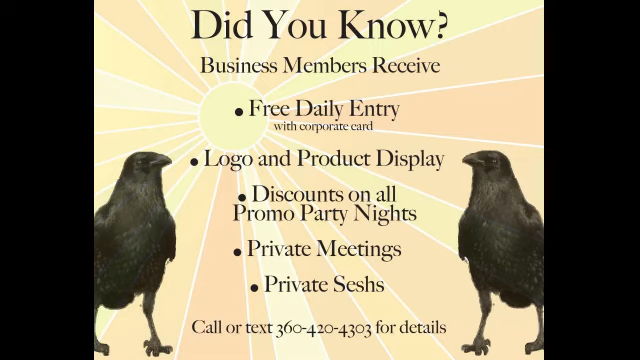 Did You Know?
Business Members Receive
• Free Daily Entry
with corporate card
• Logo and Product Display
• Discounts on all
Promo Party Nights
• Private Meetings
• Private Seshs
Call or text 360-420-4303 for details